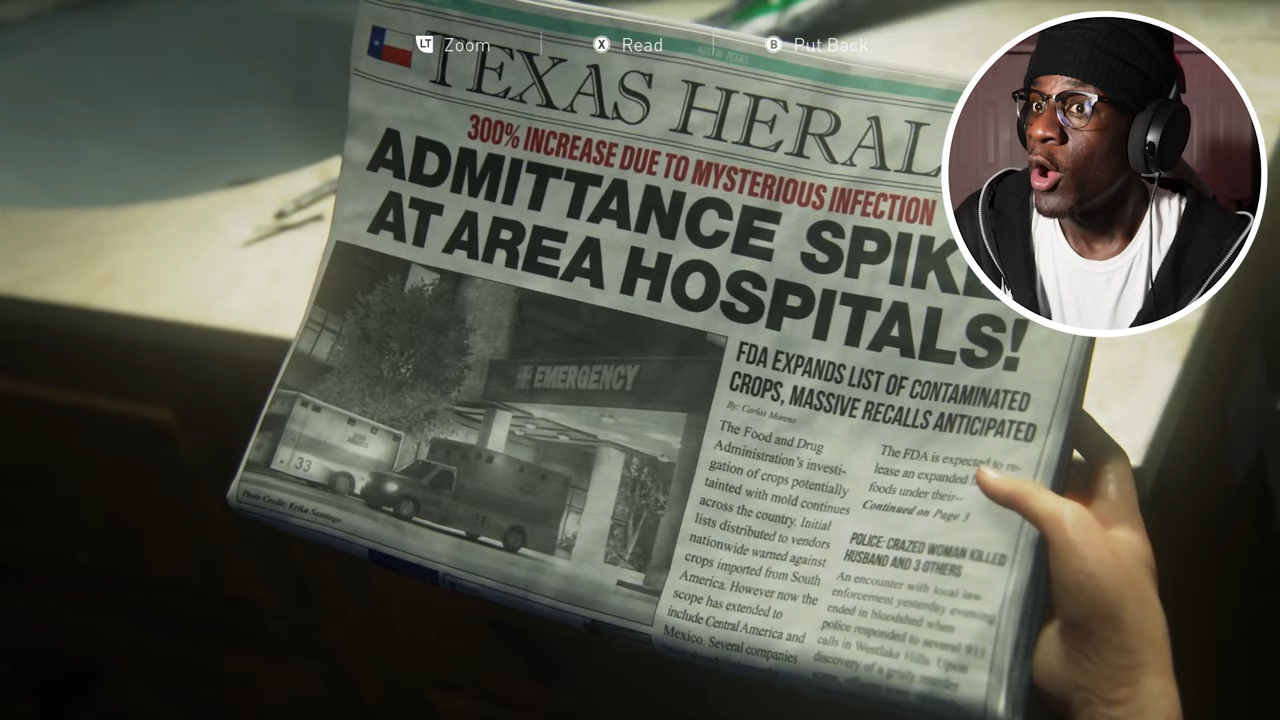 Zoom
Read
Put Back
TEXAS HERAL
300% INCREASE DUE TO MYSTERIOUS INFECTION
ADMITTANCE SPIK
AT AREA HOSPITALS!
EMERGENCY
33
Photo Credit: Erika Santiego
FDA EXPANDS LIST OF CONTAMINATED
CROPS, MASSIVE RECALLS ANTICIPATED
By: Carlos Moreno
The Food and Drug
Administration's investi-
gation of crops potentially
tainted with mold continues
across the country. Initial
lists distributed to vendors
nationwide warned against
crops imported from South
America. However now the
scope has extended to
include Central America and
Mexico. Several companies
The FDA is expected to re-
lease an expanded
foods under their--
Continued on Page 3
POLICE: CRAZED WOMAN KILLED
HUSBAND AND 3 OTHERS
An encounter with local law
enforcement yesterday evening
ended in bloodshed when
police responded to several 911
calls in Westlake Hills. Upon
discovery of a grisly murder